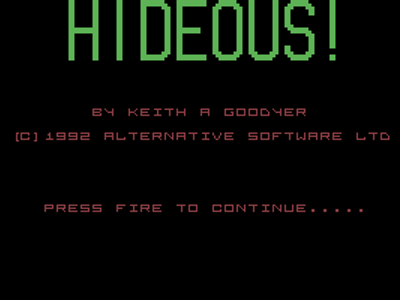 HIDEOUS!
BY KEITH A GOODYER
(C) 1992 ALTERNATIVE SOFTWARE LTD
PRESS FIRE TO CONTINUE.....